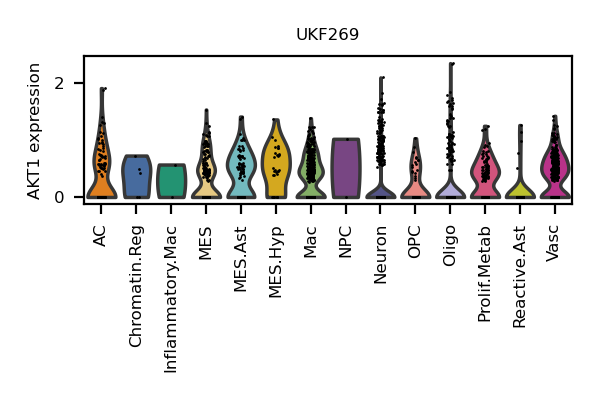 UKF269
AKT1 expression
2
0
AC
Chromatin.Reg
Inflammatory.Mac
MES
MES.Ast
MES.Hyp
Mac
NPC
Neuron
OPC
Oligo
Prolif.Metab
Reactive.Ast
Vasc